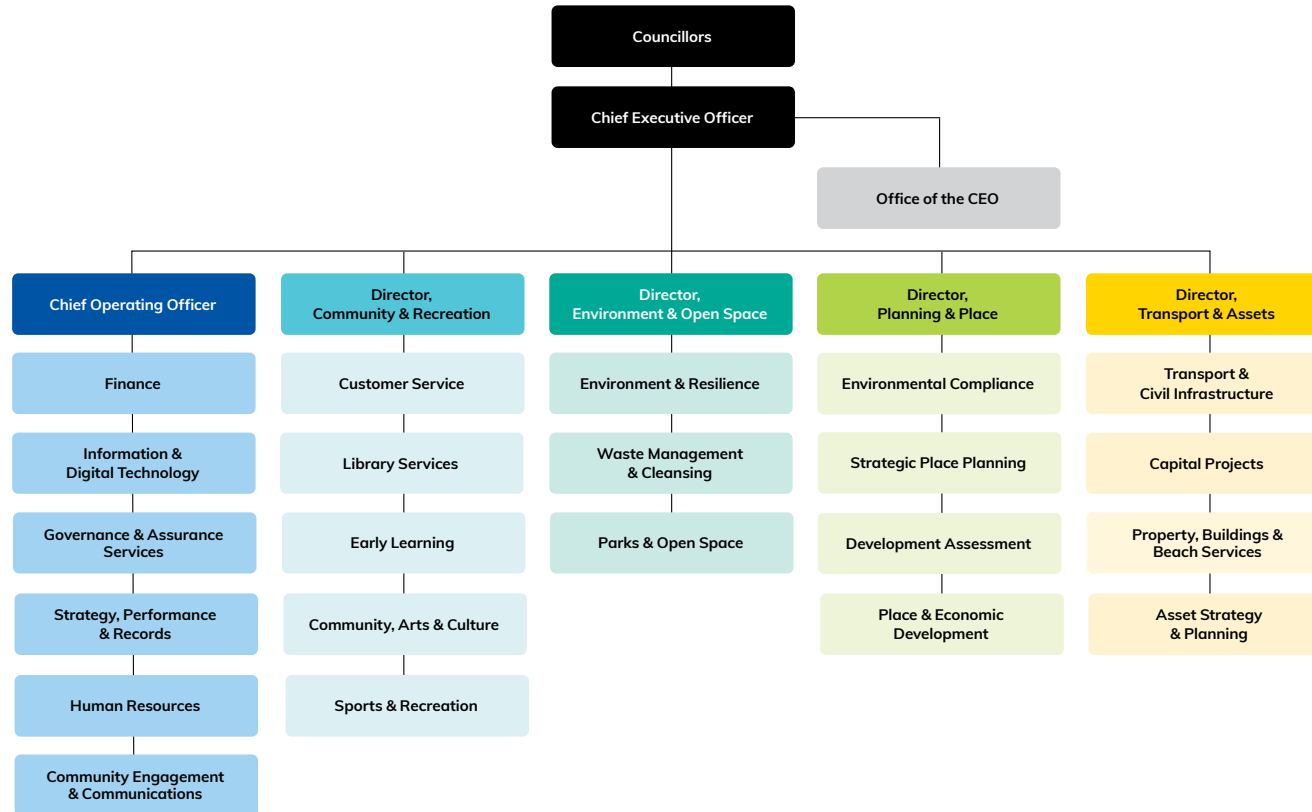 Councillors
Chief Executive Officer
Office of the CEO
Chief Operating Officer
Finance
Information &
Digital Technology
Governance & Assurance
Services
Strategy, Performance
& Records
Human Resources
Community Engagement
& Communications
Director,
Community & Recreation
Customer Service
Library Services
Early Learning
Community, Arts & Culture
Sports & Recreation
Director,
Environment & Open Space
Environment & Resilience
Waste Management
& Cleansing
Parks & Open Space
Director,
Planning & Place
Environmental Compliance
Strategic Place Planning
Development Assessment
Place & Economic
Development
Director,
Transport & Assets
Transport &
Civil Infrastructure
Capital Projects
Property, Buildings &
Beach Services
Asset Strategy
& Planning